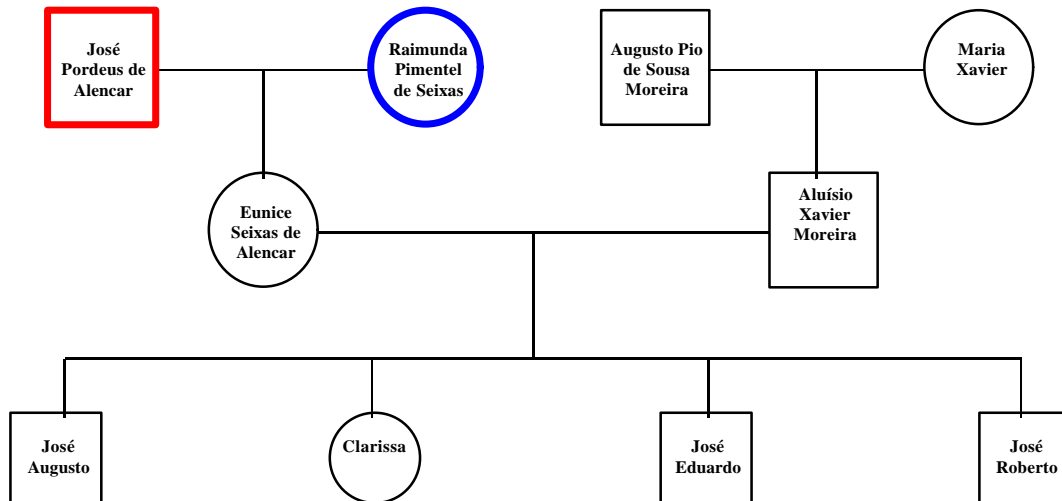 José
Pordeus de
Alencar
Raimunda
Pimentel
de Seixas
Augusto Pio
de Sousa
Moreira
Maria
Xavier
Eunice
Seixas de
Alencar
Aluísio
Xavier
Moreira
José
Augusto
Clarissa
José
Eduardo
José
Roberto